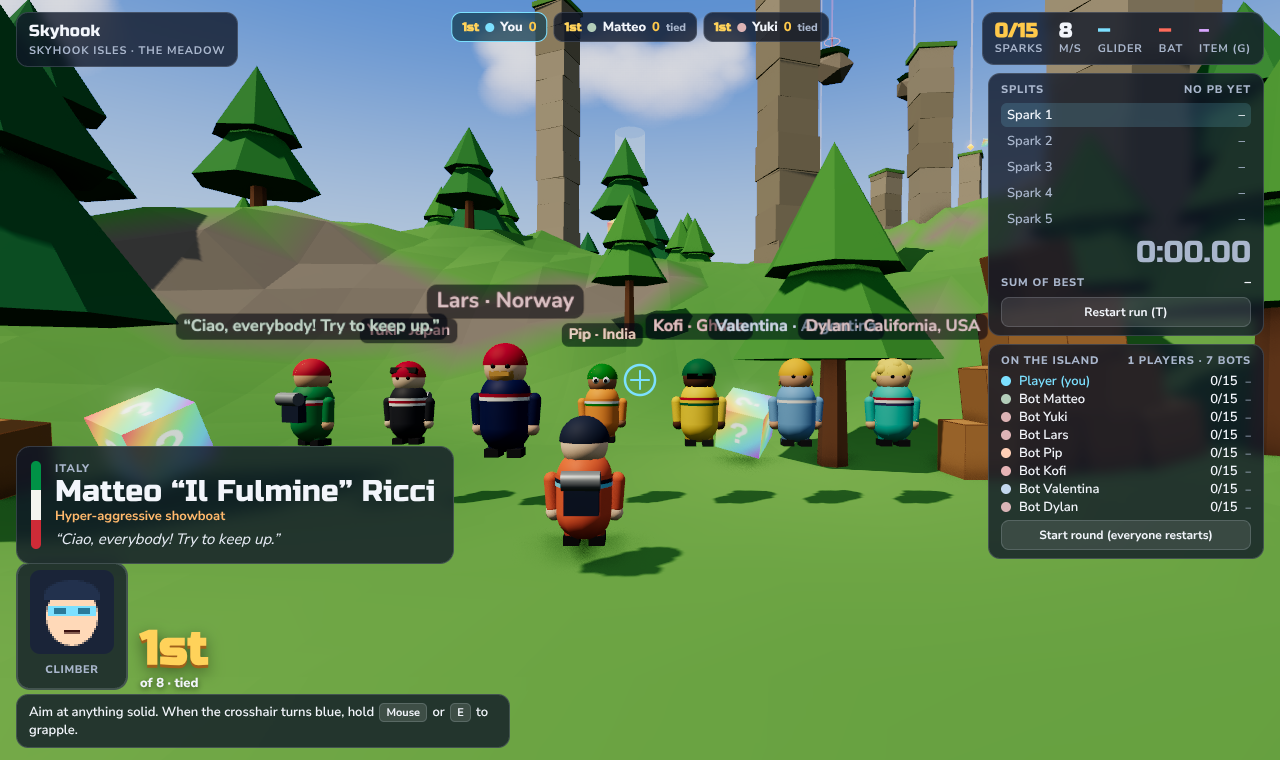 Skyhook
SKYHOOK ISLES · THE MEADOW
1st You 0
1st Matteo 0 tied
1st Yuki 0 tied
0/15 SPARKS
8 M/S
– GLIDER
– BAT
– ITEM (G)
SPLITS NO PB YET
Spark 1 –
Spark 2 –
Spark 3 –
Spark 4 –
Spark 5 –
0:00.00
SUM OF BEST –
Restart run (T)
ON THE ISLAND 1 PLAYERS · 7 BOTS
Player (you) 0/15 –
Bot Matteo 0/15 –
Bot Yuki 0/15 –
Bot Lars 0/15 –
Bot Pip 0/15 –
Bot Kofi 0/15 –
Bot Valentina 0/15 –
Bot Dylan 0/15 –
Start round (everyone restarts)
Lars · Norway
“Ciao, everybody! Try to keep up.”
Pip · India
Kofi ·
Valentina ·
Dylan · California, USA
?
?
ITALY
Matteo “Il Fulmine” Ricci
Hyper-aggressive showboat
“Ciao, everybody! Try to keep up.”
CLIMBER
1st
of 8 · tied
Aim at anything solid. When the crosshair turns blue, hold Mouse or E to
grapple.